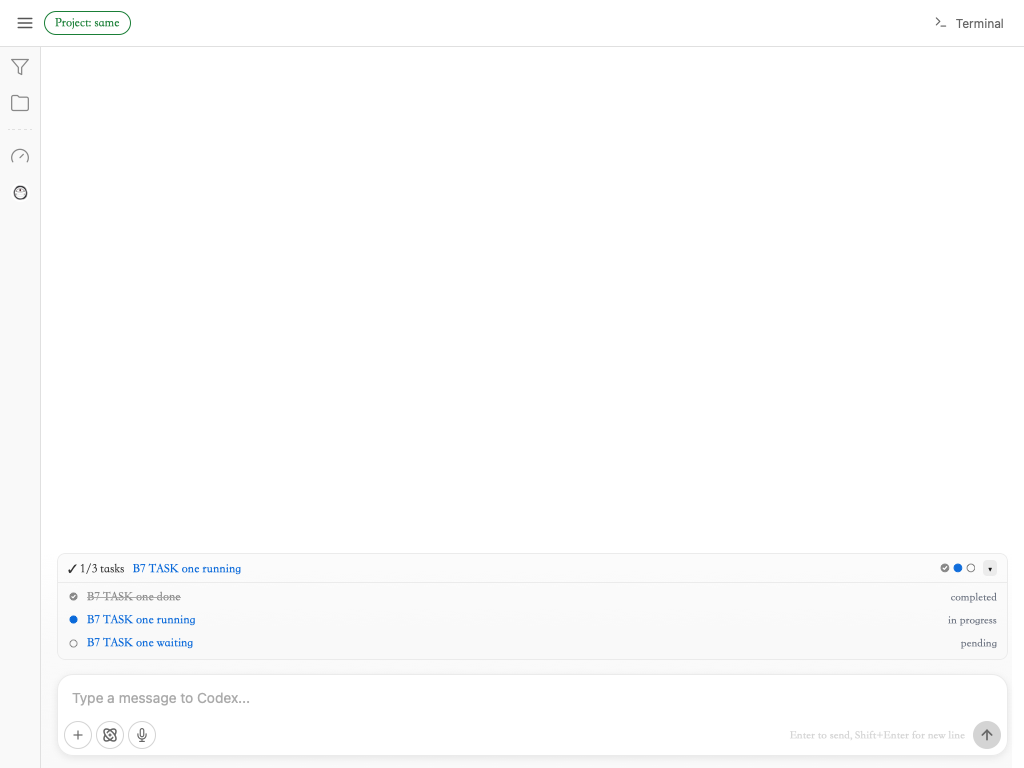 Project: same
Terminal
1/3 tasks B7 TASK one running
B7 TASK one done completed
B7 TASK one running in progress
B7 TASK one waiting pending
Type a message to Codex...
Enter to send, Shift+Enter for new line